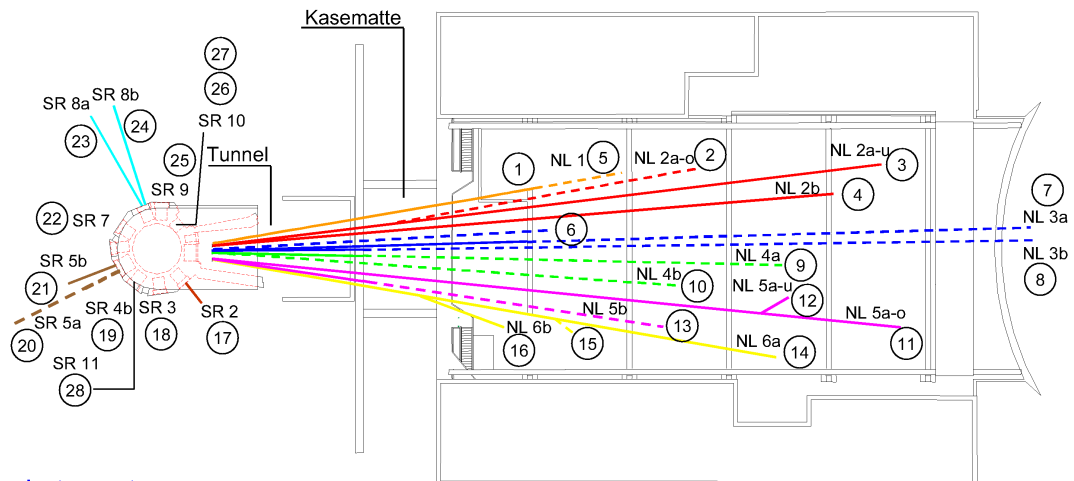 Kasematte
27
26
SR 8a
SR 8b
23
24
SR 10
25
Tunnel
SR 9
22
SR 7
SR 5b
21
SR 5a
20
SR 4b
19
SR 3
18
SR 2
17
SR 11
28
1
NL 1
5
NL 2a-o
2
NL 2a-u
3
NL 2b
4
6
7
NL 3a
NL 3b
8
NL 4a
9
NL 4b
10
NL 5a-u
12
NL 5b
13
NL 5a-o
11
NL 6b
16
15
NL 6a
14